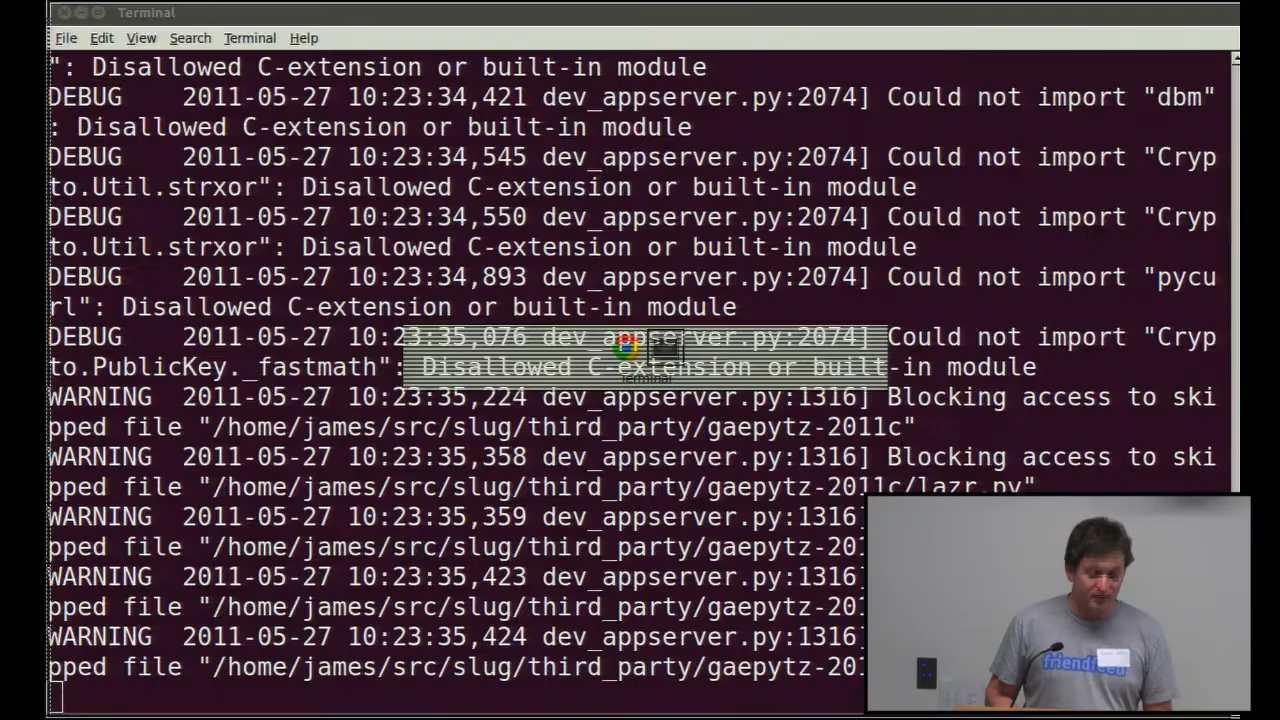 Terminal
File Edit View Search Terminal Help
": Disallowed C-extension or built-in module
DEBUG 2011-05-27 10:23:34,421 dev_appserver.py:2074] Could not import "dbm"
: Disallowed C-extension or built-in module
DEBUG 2011-05-27 10:23:34,545 dev_appserver.py:2074] Could not import "Cryp
to.Util.strxor": Disallowed C-extension or built-in module
DEBUG 2011-05-27 10:23:34,550 dev_appserver.py:2074] Could not import "Cryp
to.Util.strxor": Disallowed C-extension or built-in module
DEBUG 2011-05-27 10:23:34,893 dev_appserver.py:2074] Could not import "pycu
rl": Disallowed C-extension or built-in module
DEBUG 2011-05-27 10:23:35,076 dev_appserver.py:2074] Could not import "Cryp
to.PublicKey._fastmath": Disallowed C-extension or built-in module
Terminal
WARNING 2011-05-27 10:23:35,224 dev_appserver.py:1316] Blocking access to ski
pped file "/home/james/src/slug/third_party/gaepytz-2011c"
WARNING 2011-05-27 10:23:35,358 dev_appserver.py:1316] Blocking access to ski
pped file "/home/james/src/slug/third_party/gaepytz-2011c/lazr.py"
WARNING 2011-05-27 10:23:35,359 dev_appserver.py:1316]
pped file "/home/james/src/slug/third_party/gaepytz-201
WARNING 2011-05-27 10:23:35,423 dev_appserver.py:1316]
pped file "/home/james/src/slug/third_party/gaepytz-201
WARNING 2011-05-27 10:23:35,424 dev_appserver.py:1316]
pped file "/home/james/src/slug/third_party/gaepytz-201
friendfeed